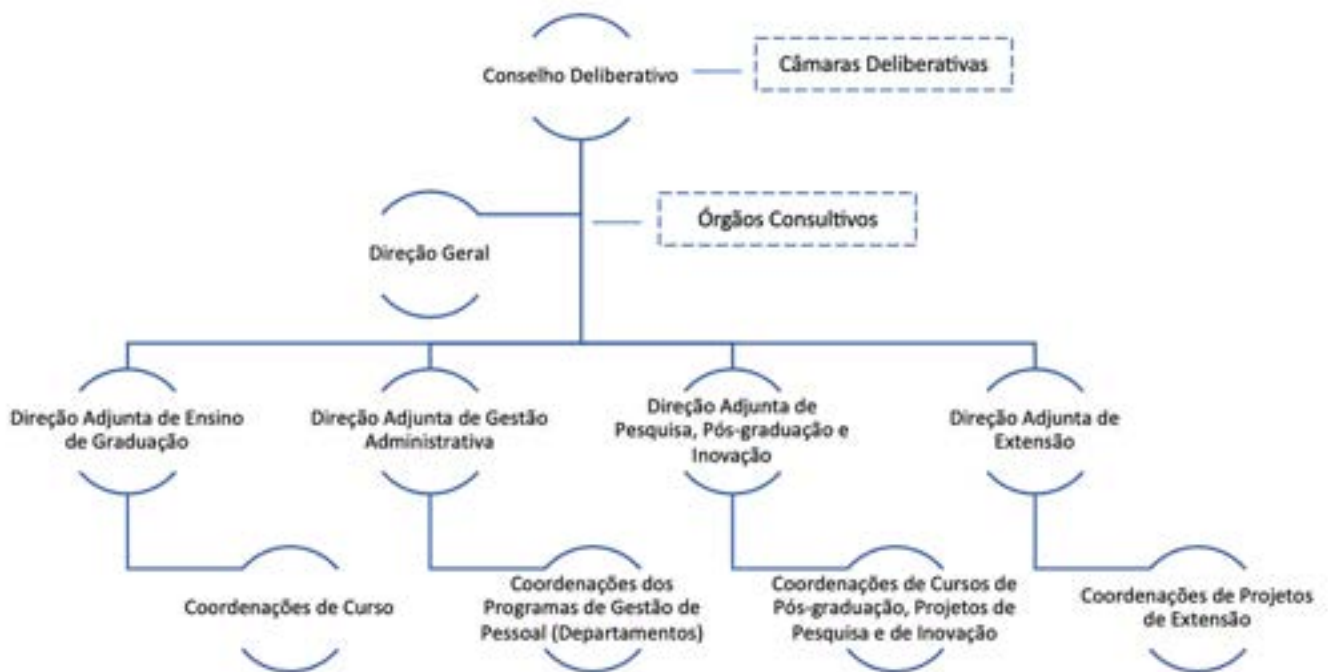 Conselho Deliberativo
Câmaras Deliberativas
Órgãos Consultivos
Direção Geral
Direção Adjunta de Ensino
de Graduação
Direção Adjunta de Gestão
Administrativa
Direção Adjunta de
Pesquisa, Pós-graduação e
Inovação
Direção Adjunta de
Extensão
Coordenações de Curso
Coordenações dos
Programas de Gestão de
Pessoal (Departamentos)
Coordenações de Cursos de
Pós-graduação, Projetos de
Pesquisa e de Inovação
Coordenações de Projetos
de Extensão